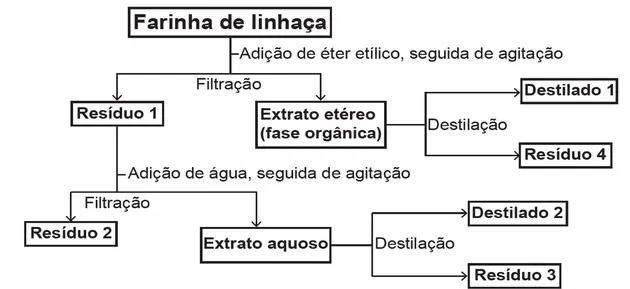 Farinha de linhaça
Adição de éter etílico, seguida de agitação
Filtração
Resíduo 1
Extrato etéreo
(fase orgânica)
Destilação
Destilado 1
Resíduo 4
Adição de água, seguida de agitação
Filtração
Resíduo 2
Extrato aquoso
Destilação
Destilado 2
Resíduo 3